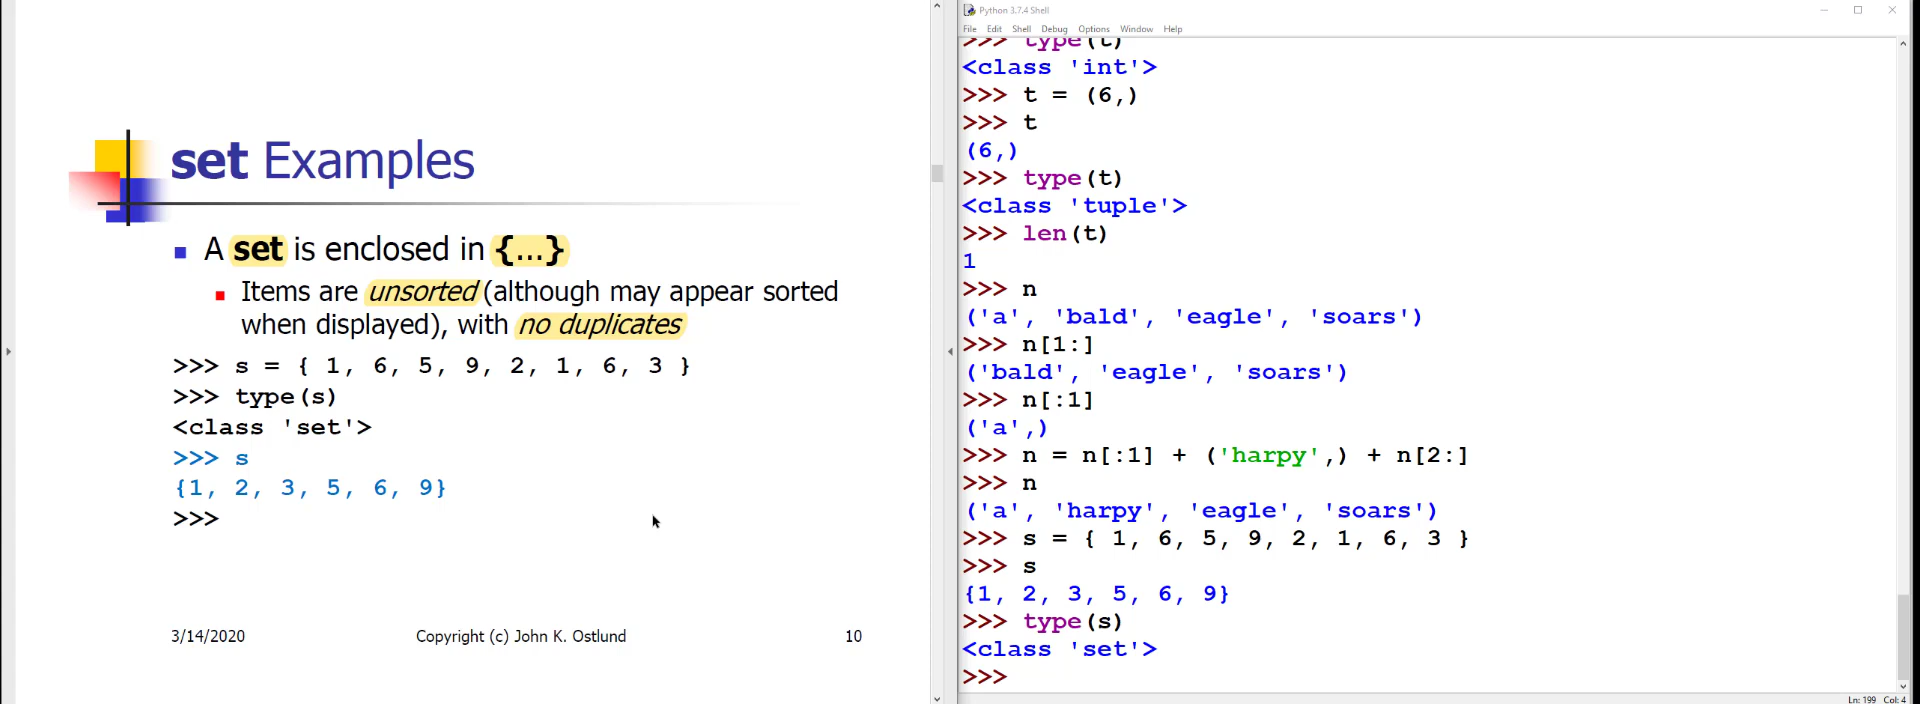 set Examples
A set is enclosed in {...}
Items are unsorted (although may appear sorted
when displayed), with no duplicates
>>> s = { 1, 6, 5, 9, 2, 1, 6, 3 }
>>> type(s)
<class 'set'>
>>> s
{1, 2, 3, 5, 6, 9}
>>>
3/14/2020 Copyright (c) John K. Ostlund 10
Python 3.7.4 Shell
File Edit Shell Debug Options Window Help
>>> type(t)
<class 'int'>
>>> t = (6,)
>>> t
(6,)
>>> type(t)
<class 'tuple'>
>>> len(t)
1
>>> n
('a', 'bald', 'eagle', 'soars')
>>> n[1:]
('bald', 'eagle', 'soars')
>>> n[:1]
('a',)
>>> n = n[:1] + ('harpy',) + n[2:]
>>> n
('a', 'harpy', 'eagle', 'soars')
>>> s = { 1, 6, 5, 9, 2, 1, 6, 3 }
>>> s
{1, 2, 3, 5, 6, 9}
>>> type(s)
<class 'set'>
>>>
Ln: 199 Col: 4